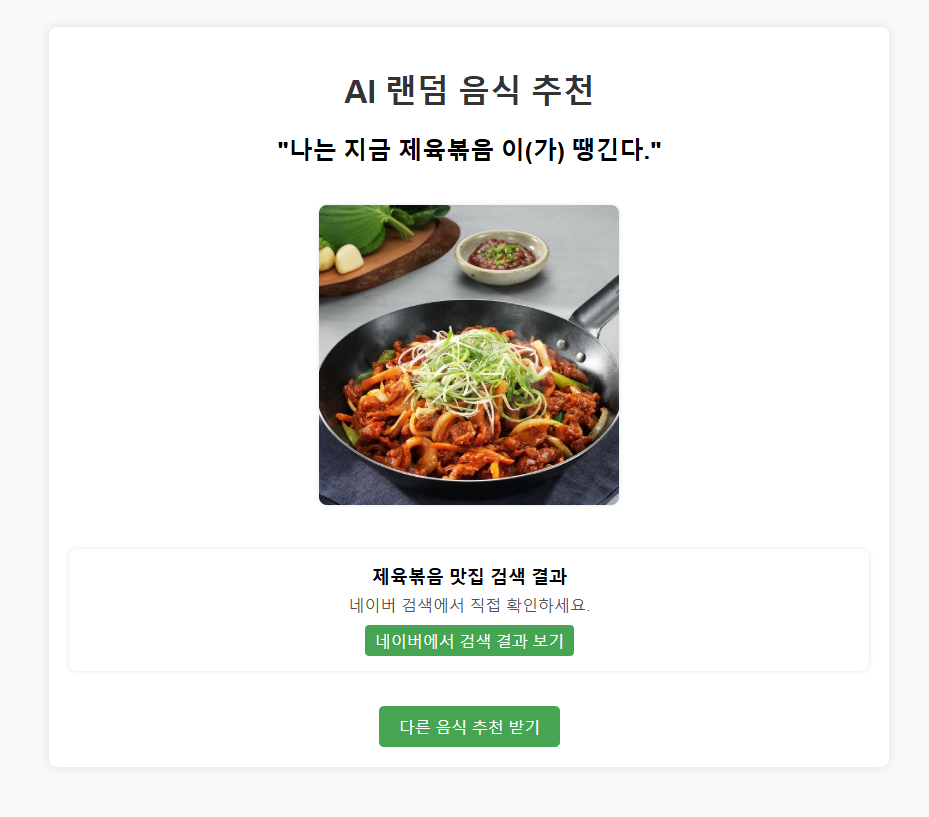 AI 랜덤 음식 추천
"나는 지금 제육볶음 이(가) 땡긴다."
제육볶음 맛집 검색 결과
네이버 검색에서 직접 확인하세요.
네이버에서 검색 결과 보기
다른 음식 추천 받기